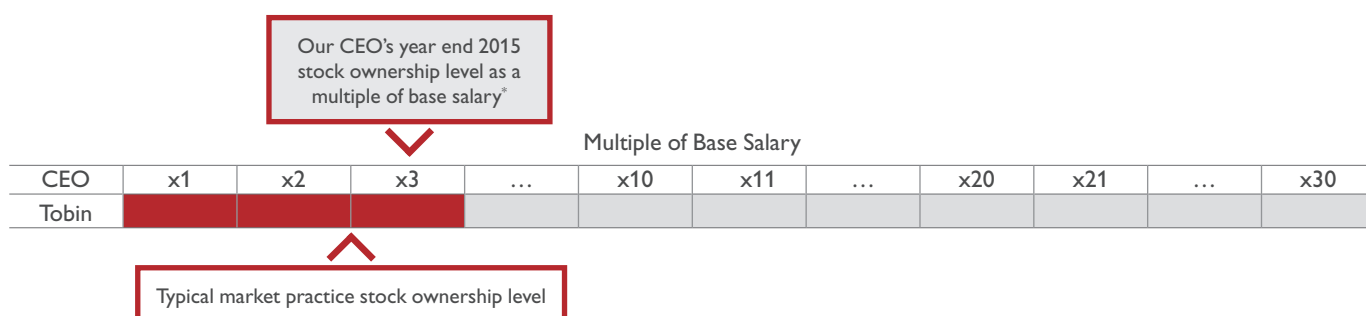 Our CEO’s year end 2015
stock ownership level as a
multiple of base salary*
Multiple of Base Salary
CEO x1 x2 x3 … x10 x11 … x20 x21 … x30
Tobin
Typical market practice stock ownership level